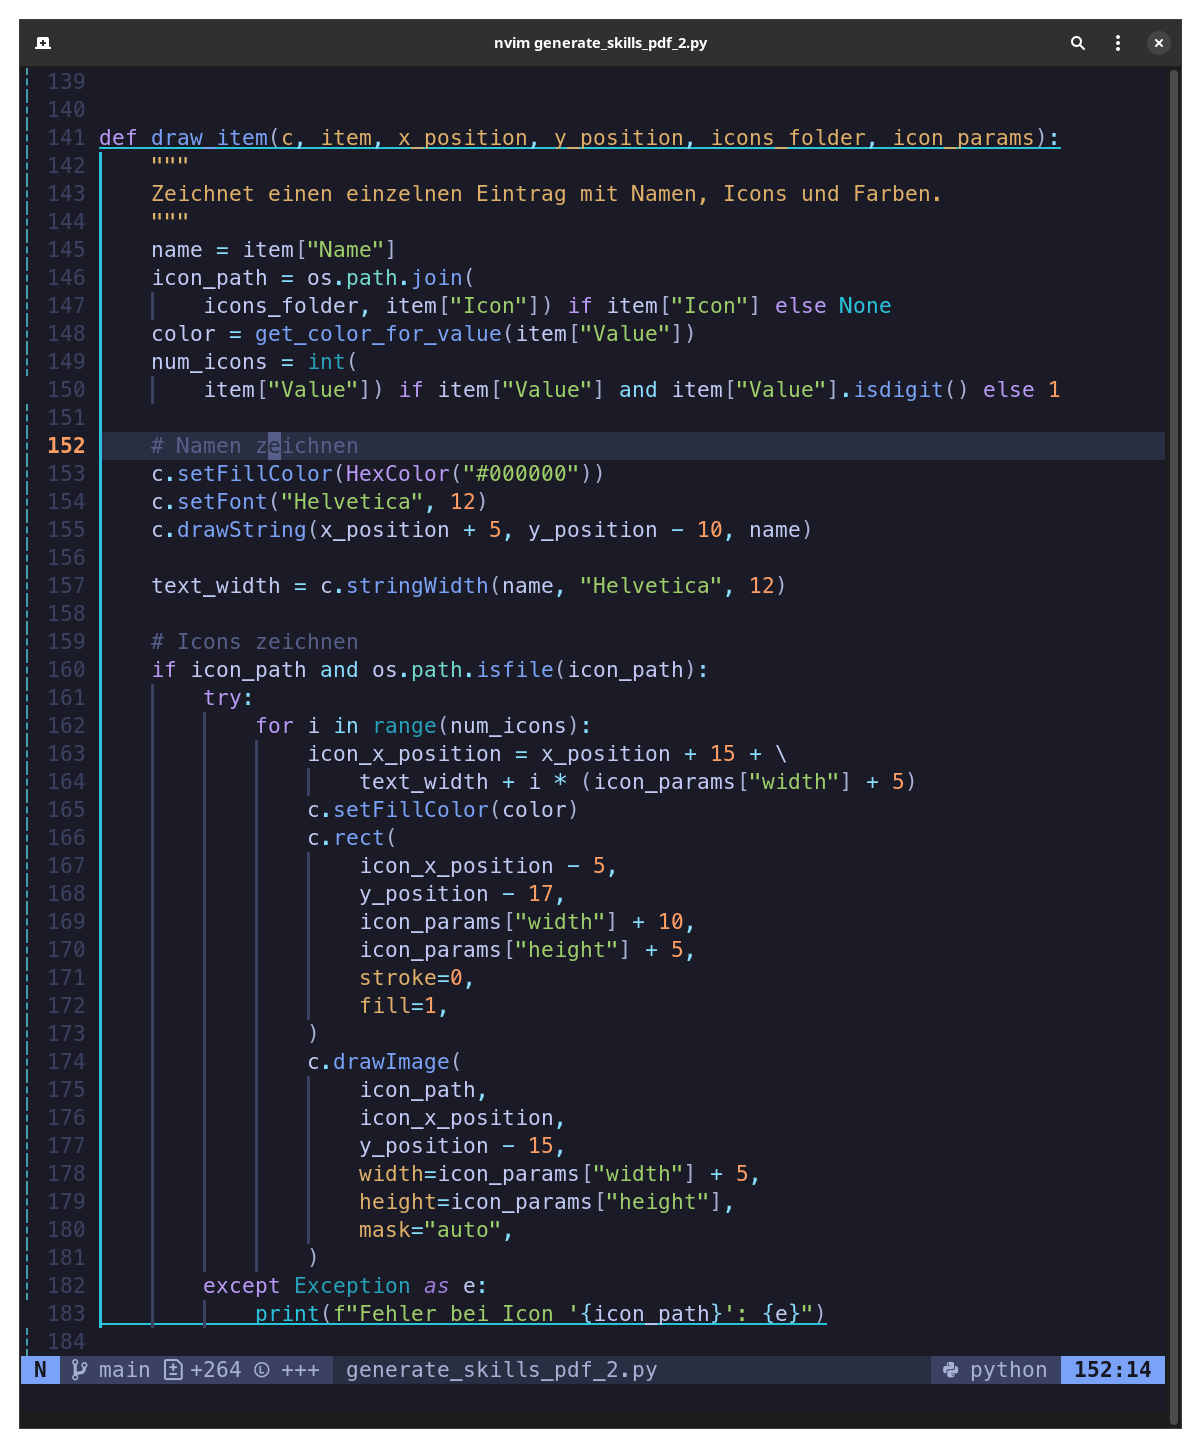 nvim generate_skills_pdf_2.py
139
140
141 def draw_item(c, item, x_position, y_position, icons_folder, icon_params):
142     """
143     Zeichnet einen einzelnen Eintrag mit Namen, Icons und Farben.
144     """
145     name = item["Name"]
146     icon_path = os.path.join(
147         icons_folder, item["Icon"]) if item["Icon"] else None
148     color = get_color_for_value(item["Value"])
149     num_icons = int(
150         item["Value"]) if item["Value"] and item["Value"].isdigit() else 1
151
152     # Namen zeichnen
153     c.setFillColor(HexColor("#000000"))
154     c.setFont("Helvetica", 12)
155     c.drawString(x_position + 5, y_position - 10, name)
156
157     text_width = c.stringWidth(name, "Helvetica", 12)
158
159     # Icons zeichnen
160     if icon_path and os.path.isfile(icon_path):
161         try:
162             for i in range(num_icons):
163                 icon_x_position = x_position + 15 + \
164                     text_width + i * (icon_params["width"] + 5)
165                 c.setFillColor(color)
166                 c.rect(
167                     icon_x_position - 5,
168                     y_position - 17,
169                     icon_params["width"] + 10,
170                     icon_params["height"] + 5,
171                     stroke=0,
172                     fill=1,
173                 )
174                 c.drawImage(
175                     icon_path,
176                     icon_x_position,
177                     y_position - 15,
178                     width=icon_params["width"] + 5,
179                     height=icon_params["height"],
180                     mask="auto",
181                 )
182         except Exception as e:
183             print(f"Fehler bei Icon '{icon_path}': {e}")
184
N main +264 Ⓛ +++ generate_skills_pdf_2.py python 152:14